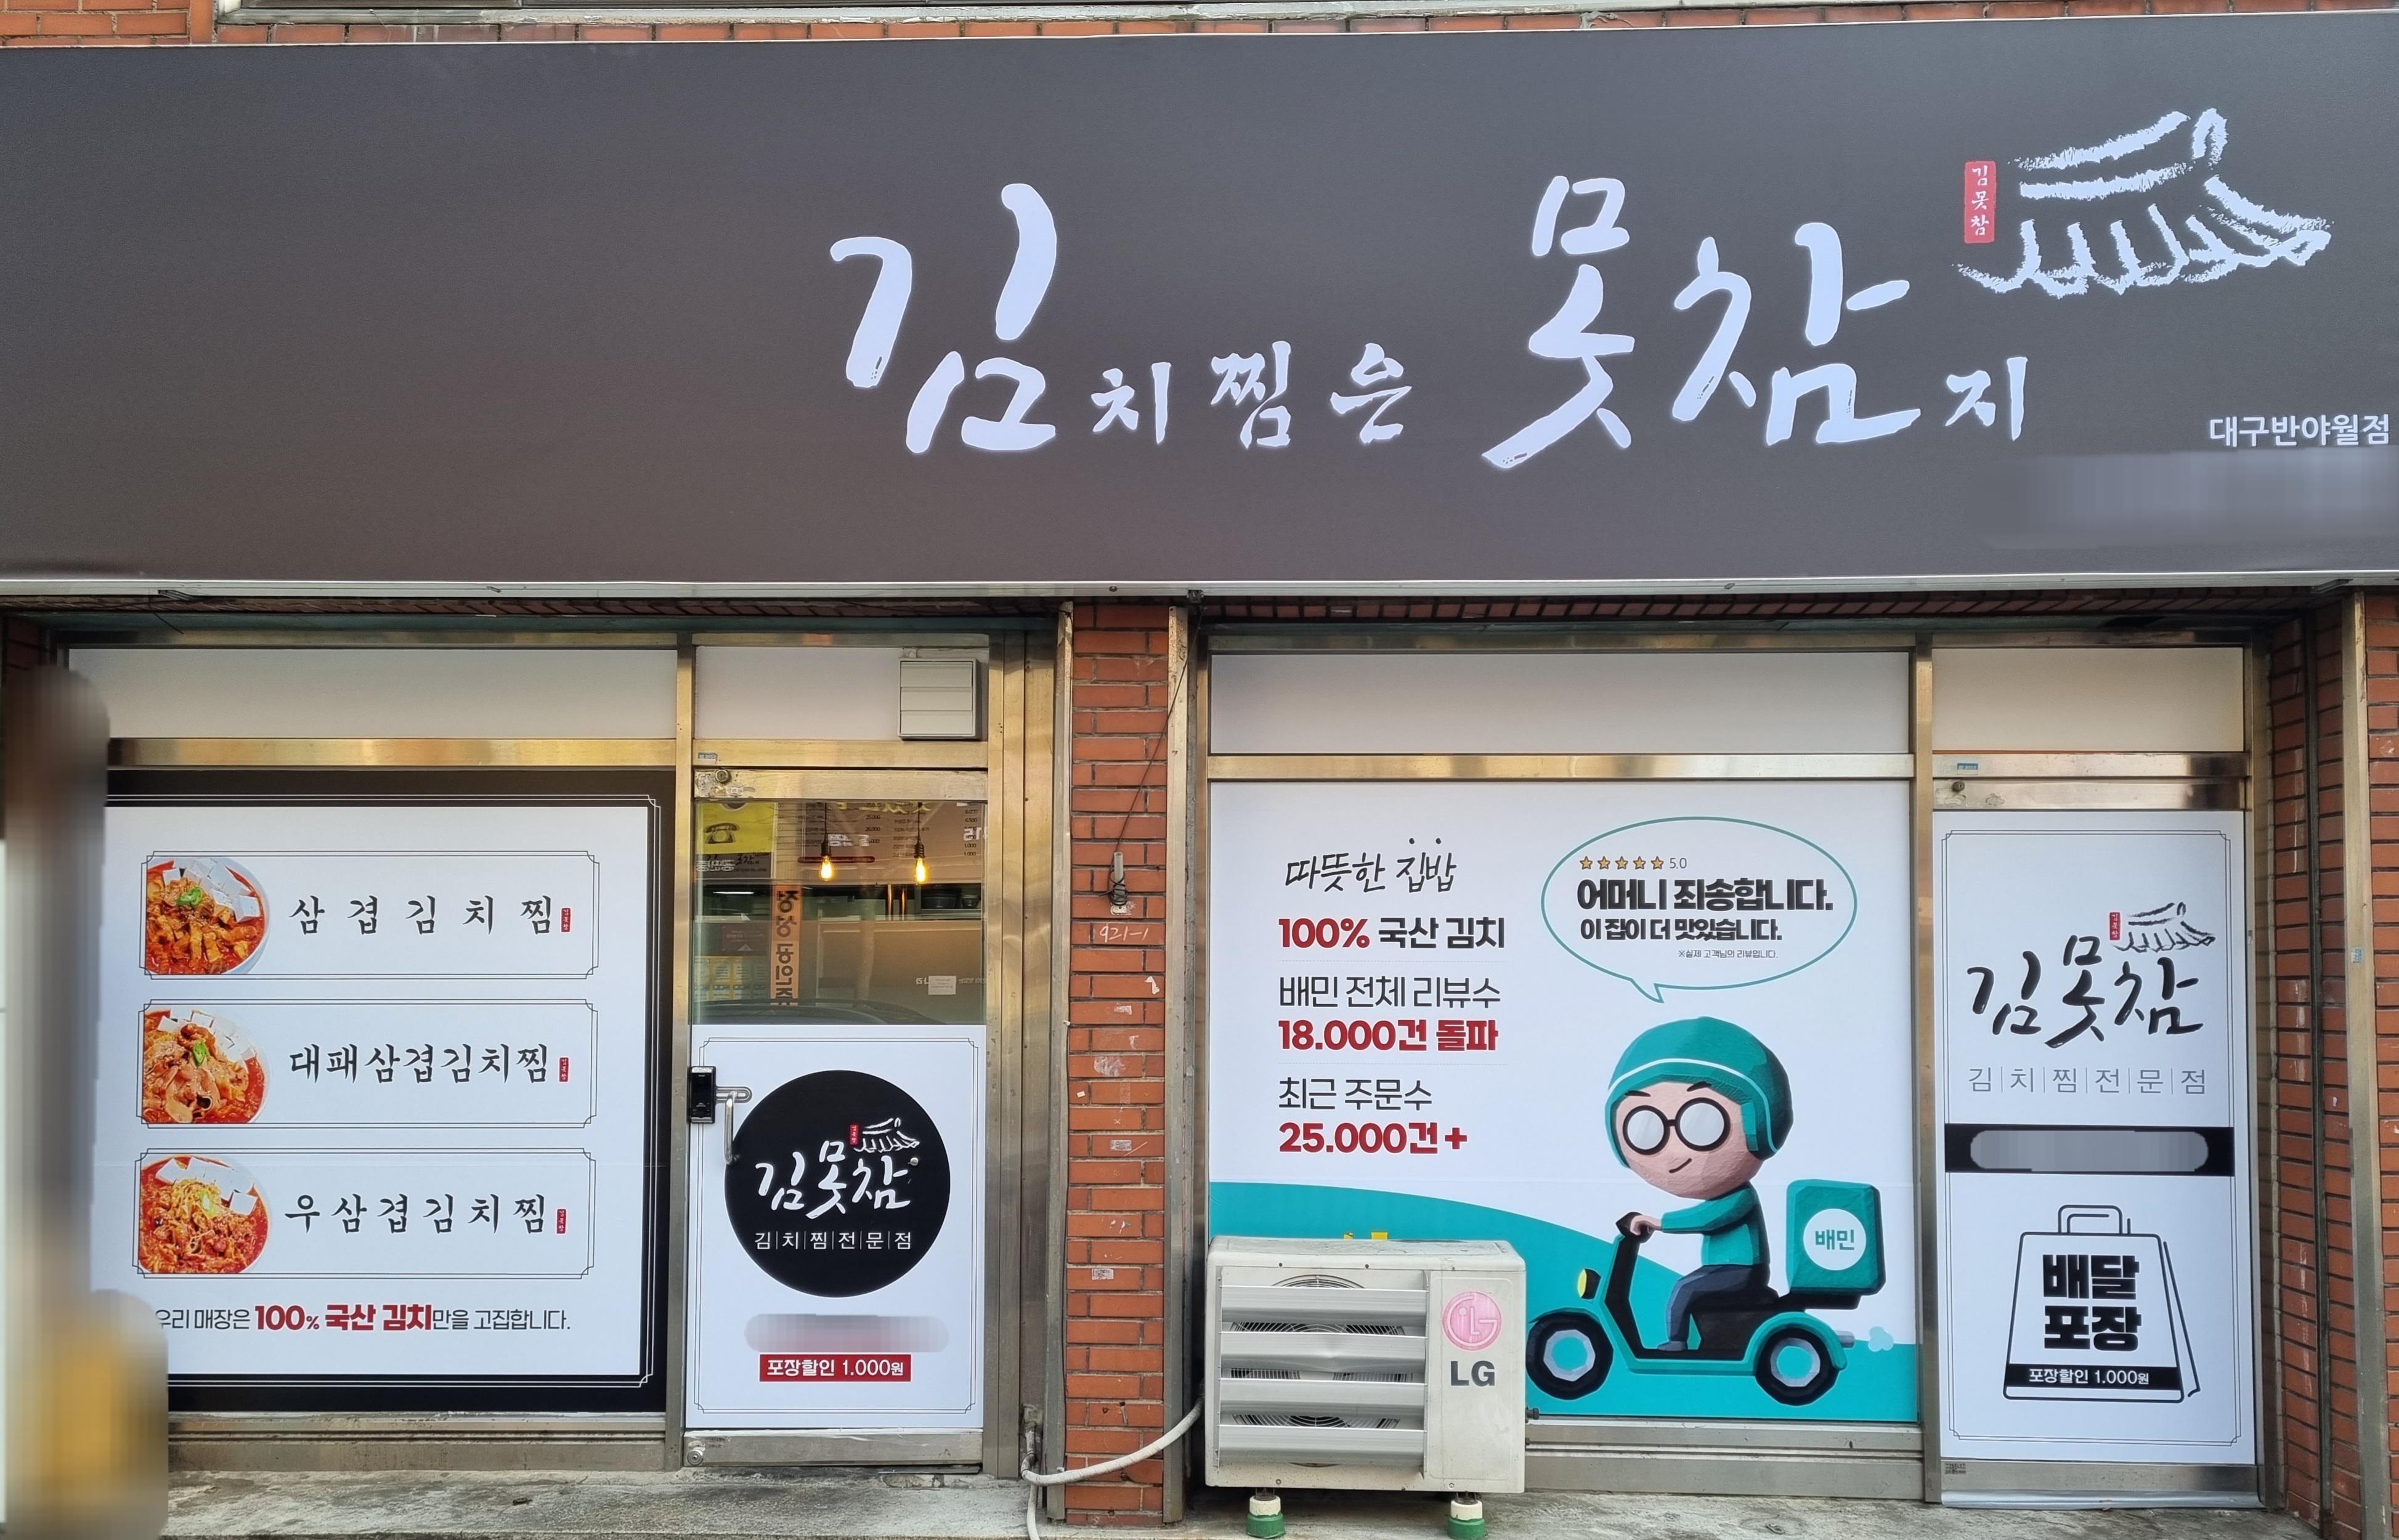 김치찜은 못참지
김
못
참
대구반야월점
삼겹김치찜
대패삼겹김치찜
우삼겹김치찜
우리 매장은 100% 국산 김치만을 고집합니다.
정성 공인
김못참
김|치|찜|전|문|점
포장할인 1.000원
921-1
따뜻한 집밥
100% 국산 김치
배민 전체 리뷰수
18.000건 돌파
최근 주문수
25.000건+
5.0
어머니 죄송합니다.
이 집이 더 맛있습니다.
※실제 고객님의 리뷰입니다.
배민
LG
김못참
김|치|찜|전|문|점
배달
포장
포장할인 1.000원